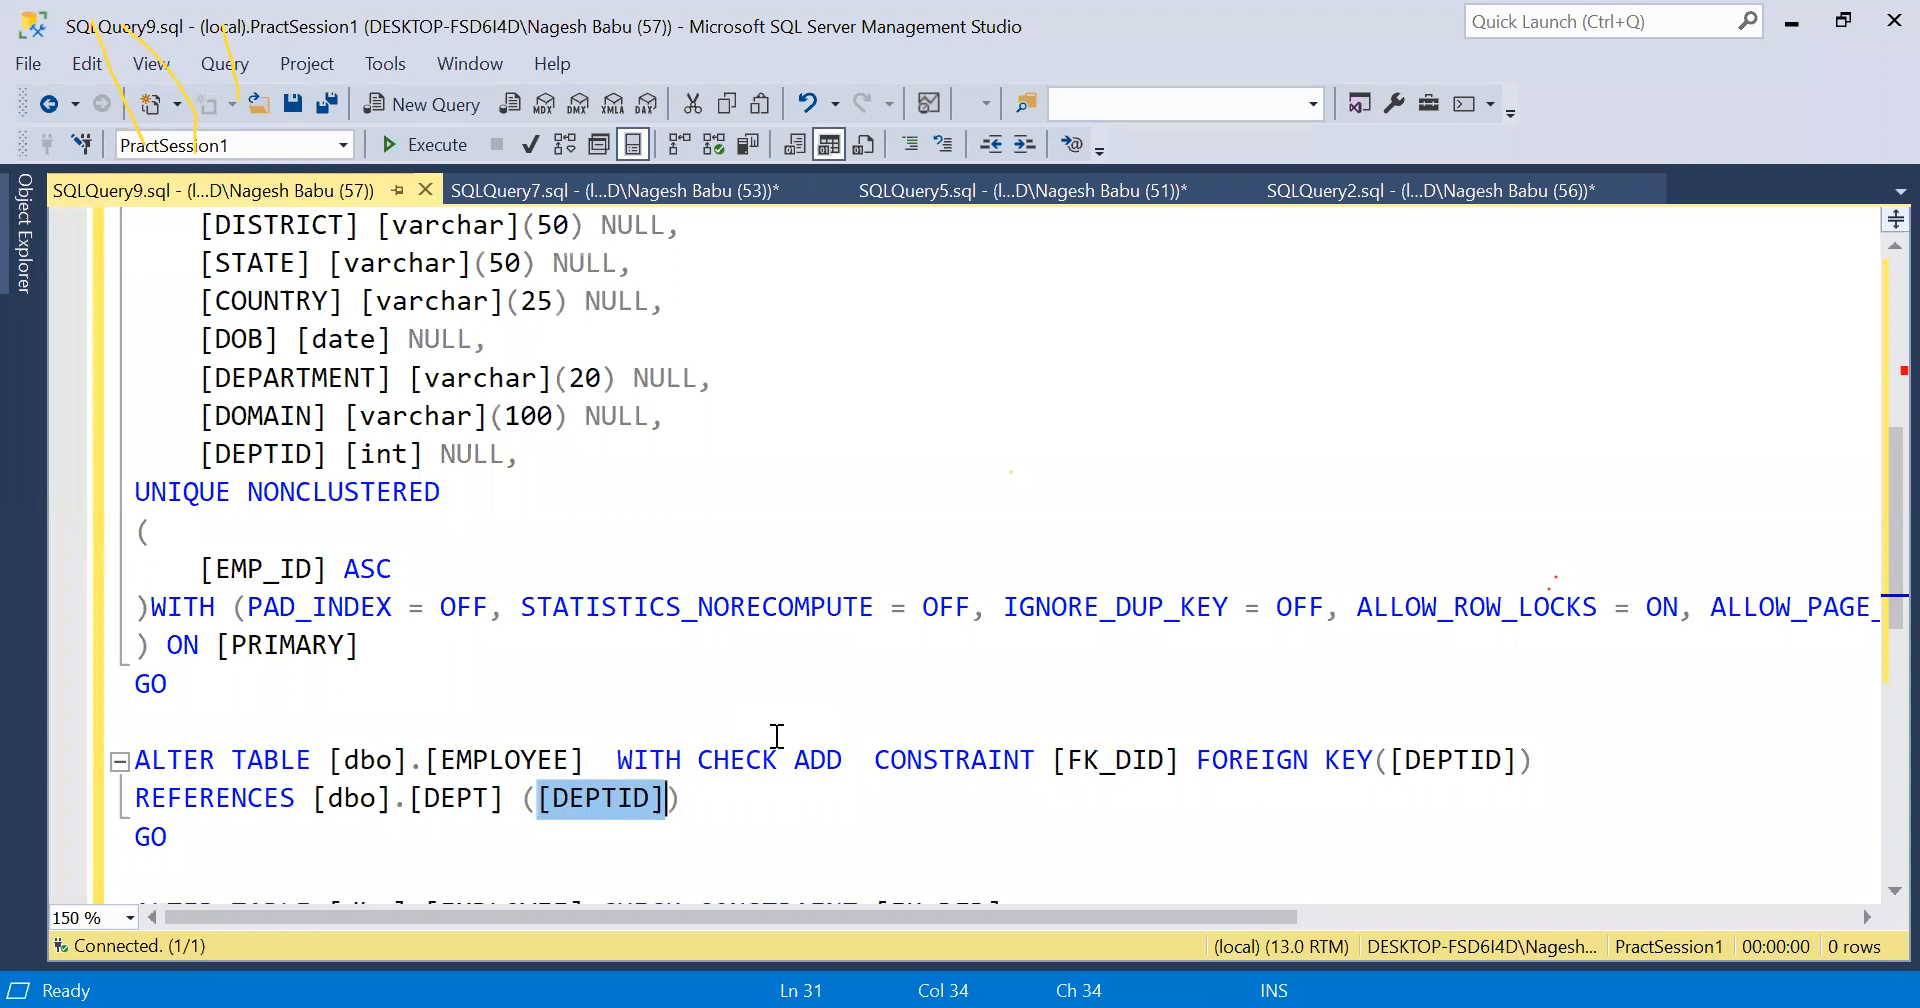 SQLQuery9.sql - (local).PractSession1 (DESKTOP-FSD6I4D\Nagesh Babu (57)) - Microsoft SQL Server Management Studio
Quick Launch (Ctrl+Q)
File Edit View Query Project Tools Window Help
New Query MDX DMX XMLA DAX
PractSession1 Execute
Object Explorer
SQLQuery9.sql - (l...D\Nagesh Babu (57)) SQLQuery7.sql - (l...D\Nagesh Babu (53))* SQLQuery5.sql - (l...D\Nagesh Babu (51))* SQLQuery2.sql - (l...D\Nagesh Babu (56))*
[DISTRICT] [varchar](50) NULL,
[STATE] [varchar](50) NULL,
[COUNTRY] [varchar](25) NULL,
[DOB] [date] NULL,
[DEPARTMENT] [varchar](20) NULL,
[DOMAIN] [varchar](100) NULL,
[DEPTID] [int] NULL,
UNIQUE NONCLUSTERED
(
[EMP_ID] ASC
)WITH (PAD_INDEX = OFF, STATISTICS_NORECOMPUTE = OFF, IGNORE_DUP_KEY = OFF, ALLOW_ROW_LOCKS = ON, ALLOW_PAGE_
) ON [PRIMARY]
GO
ALTER TABLE [dbo].[EMPLOYEE]  WITH CHECK ADD  CONSTRAINT [FK_DID] FOREIGN KEY([DEPTID])
REFERENCES [dbo].[DEPT] ([DEPTID])
GO
150 %
Connected. (1/1) (local) (13.0 RTM) DESKTOP-FSD6I4D\Nagesh... PractSession1 00:00:00 0 rows
Ready Ln 31 Col 34 Ch 34 INS